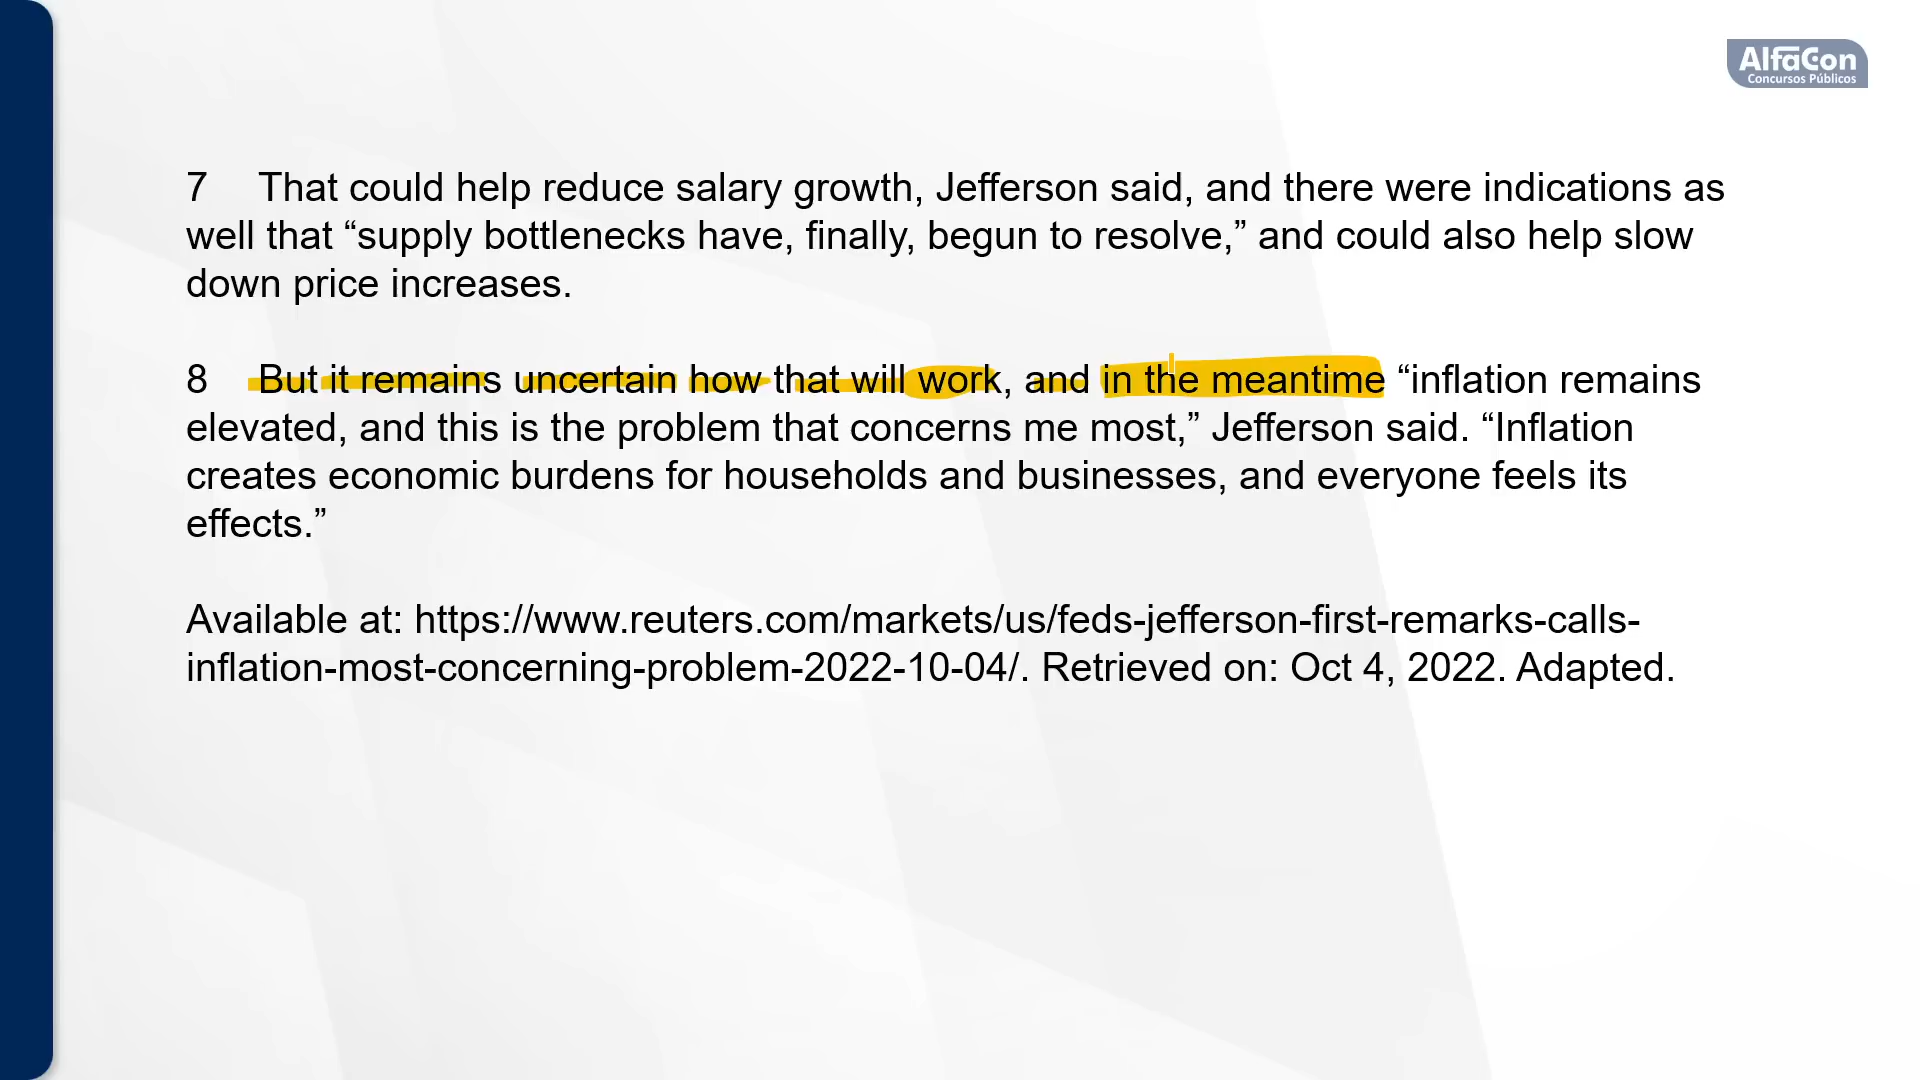 AlfaCon
Concursos Públicos
7 That could help reduce salary growth, Jefferson said, and there were indications as
well that “supply bottlenecks have, finally, begun to resolve,” and could also help slow
down price increases.
8 But it remains uncertain how that will work, and in the meantime “inflation remains
elevated, and this is the problem that concerns me most,” Jefferson said. “Inflation
creates economic burdens for households and businesses, and everyone feels its
effects.”
Available at: https://www.reuters.com/markets/us/feds-jefferson-first-remarks-calls-
inflation-most-concerning-problem-2022-10-04/. Retrieved on: Oct 4, 2022. Adapted.